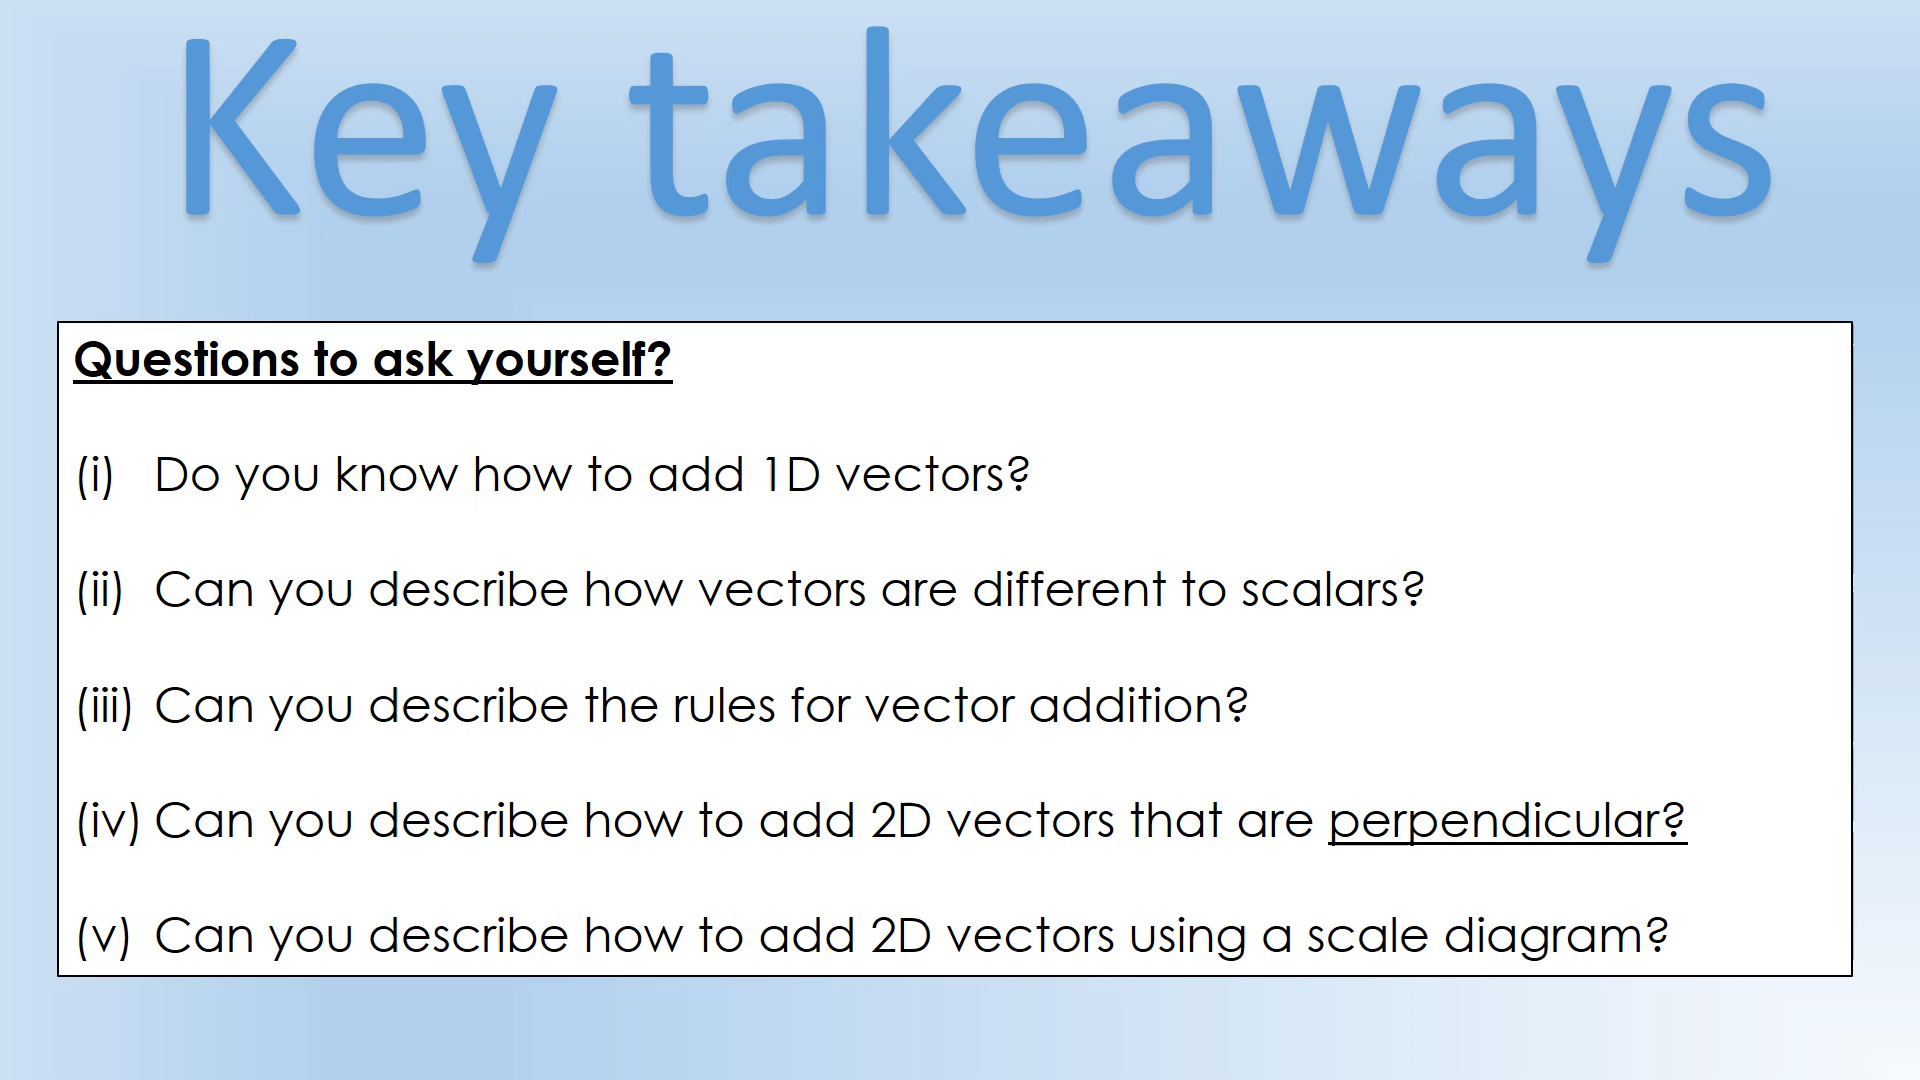 Key takeaways
Questions to ask yourself?
(i) Do you know how to add 1D vectors?
(ii) Can you describe how vectors are different to scalars?
(iii) Can you describe the rules for vector addition?
(iv) Can you describe how to add 2D vectors that are perpendicular?
(v) Can you describe how to add 2D vectors using a scale diagram?